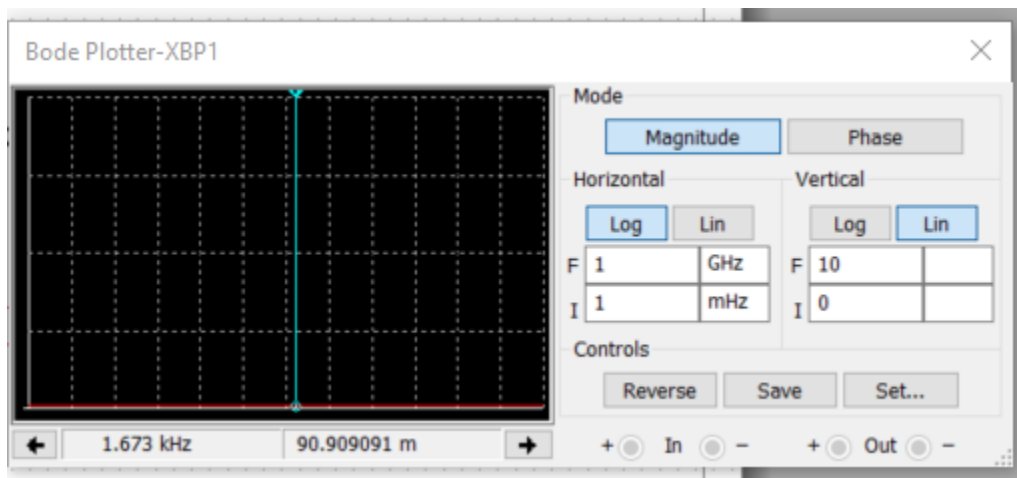 Bode Plotter-XBP1
Mode
Magnitude Phase
Horizontal Vertical
Log Lin Log Lin
F 1 GHz F 10
I 1 mHz I 0
Controls
Reverse Save Set...
1.673 kHz 90.909091 m + In − + Out −